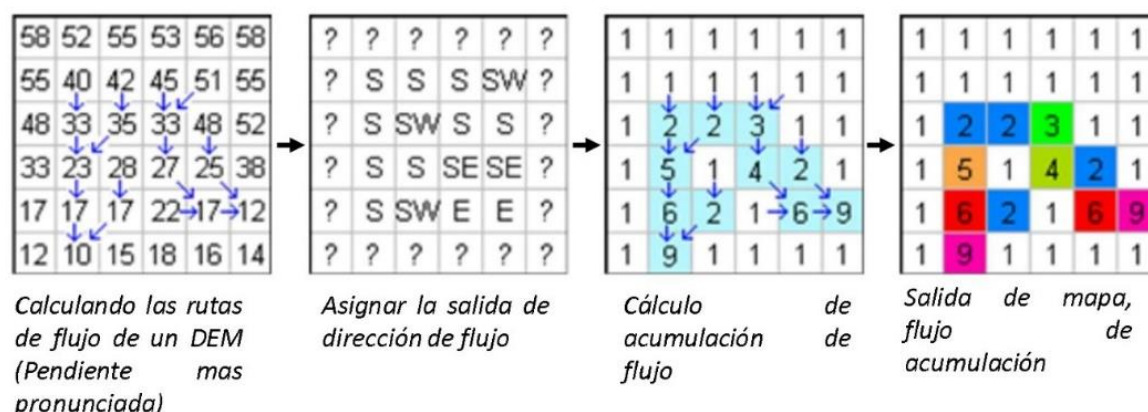 58 52 55 53 56 58
55 40 42 45 51 55
48 33 35 33 48 52
33 23 28 27 25 38
17 17 17 22 17 12
12 10 15 18 16 14
Calculando las rutas
de flujo de un DEM
(Pendiente mas
pronunciada)
? ? ? ? ? ?
? S S S SW ?
? S SW S S ?
? S S SE SE ?
? S SW E E ?
? ? ? ? ? ?
Asignar la salida de
dirección de flujo
1 1 1 1 1 1
1 1 1 1 1 1
1 2 2 3 1 1
1 5 1 4 2 1
1 6 2 1 6 9
1 9 1 1 1 1
Cálculo de
acumulación de
flujo
1 1 1 1 1 1
1 1 1 1 1 1
1 2 2 3 1 1
1 5 1 4 2 1
1 6 2 1 6 9
1 9 1 1 1 1
Salida de mapa,
flujo de
acumulación